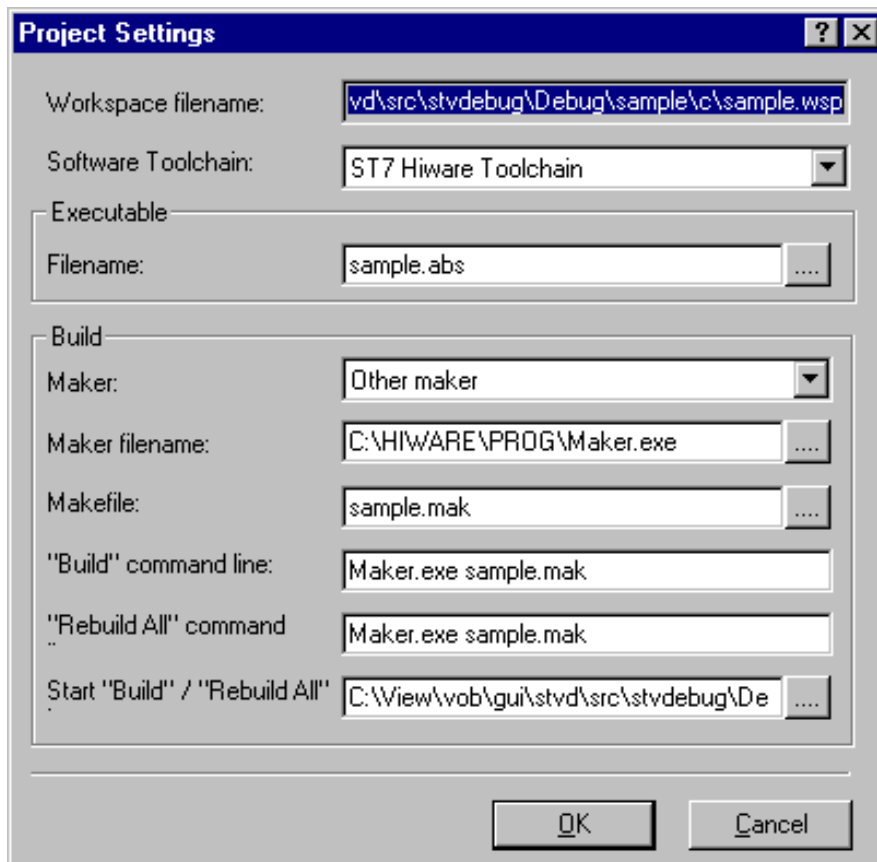 Project Settings
Workspace filename: vd\src\stvdebug\Debug\sample\c\sample.wsp
Software Toolchain: ST7 Hiware Toolchain
Executable
Filename: sample.abs ....
Build
Maker: Other maker
Maker filename: C:\HIWARE\PROG\Maker.exe ....
Makefile: sample.mak ....
"Build" command line: Maker.exe sample.mak
"Rebuild All" command Maker.exe sample.mak
Start "Build" / "Rebuild All" C:\View\vob\gui\stvd\src\stvdebug\De ....
OK Cancel